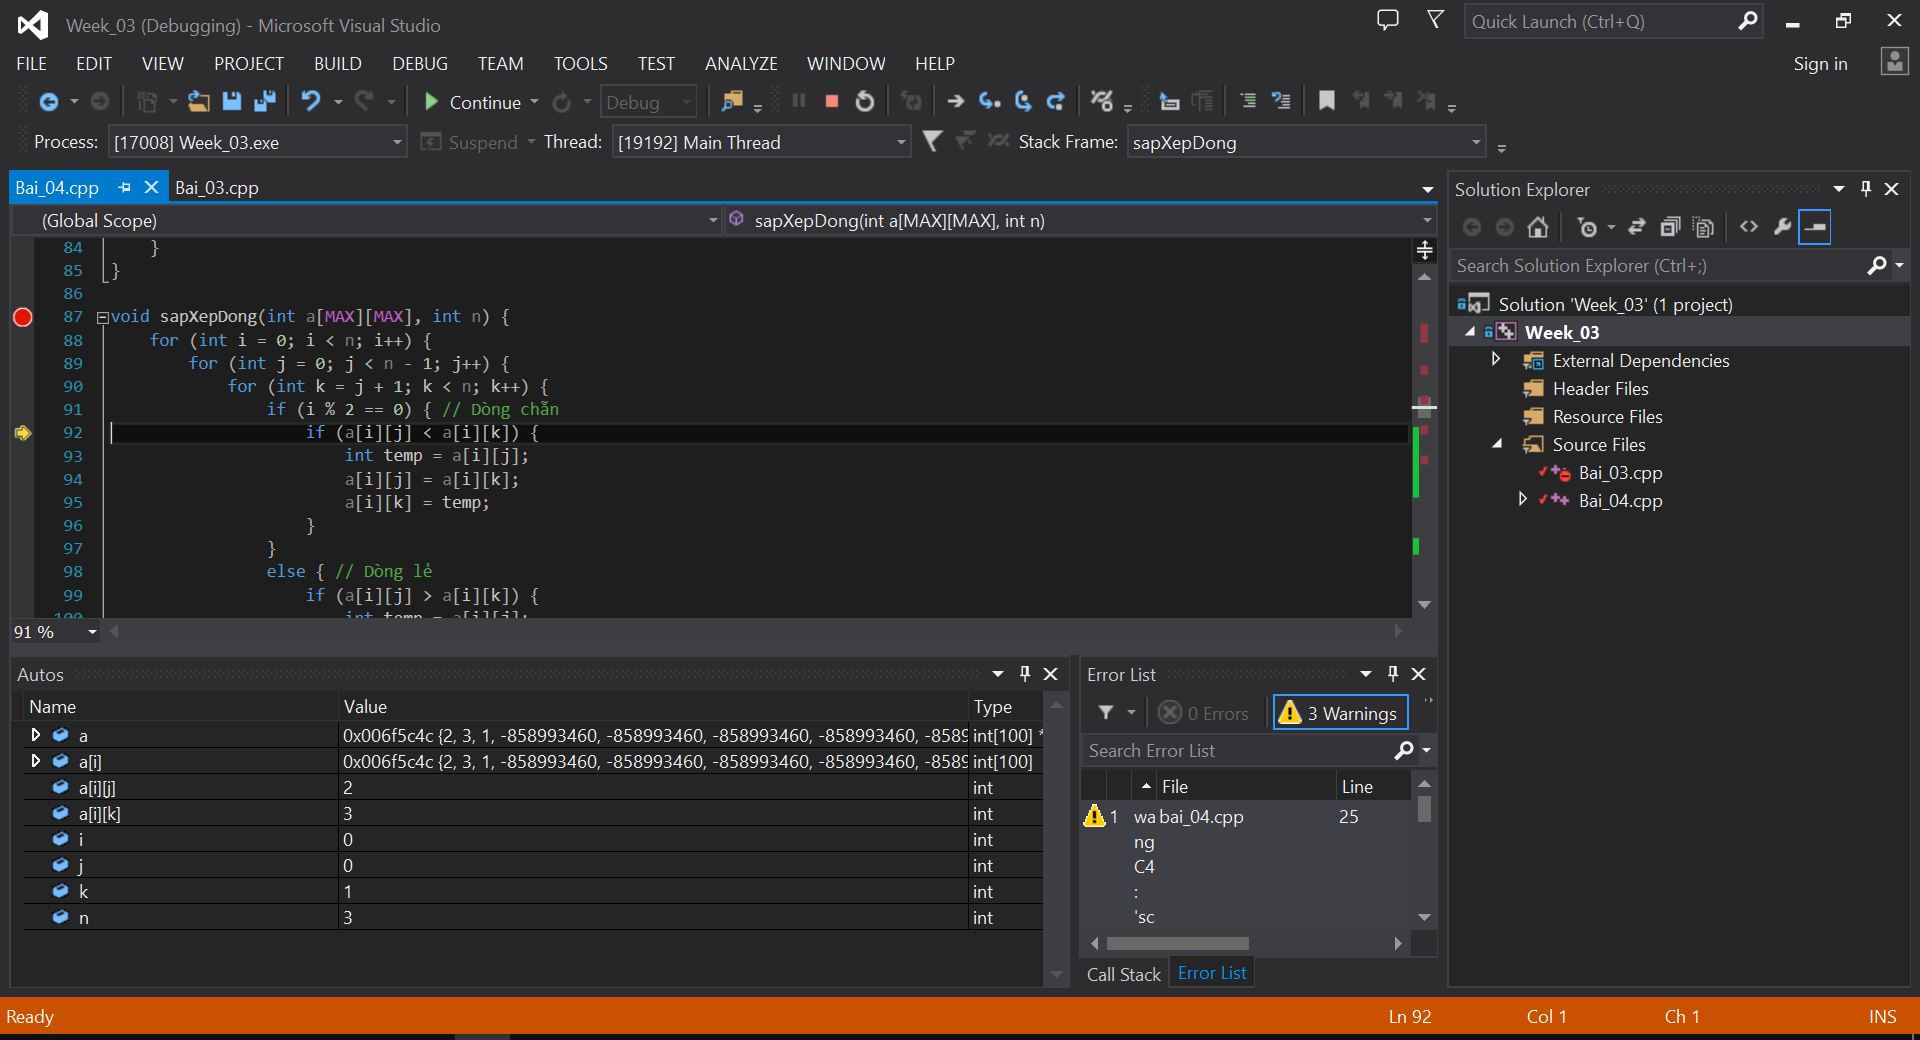 Week_03 (Debugging) - Microsoft Visual Studio
Quick Launch (Ctrl+Q)
FILE EDIT VIEW PROJECT BUILD DEBUG TEAM TOOLS TEST ANALYZE WINDOW HELP
Sign in
Continue
Debug
Process: [17008] Week_03.exe Suspend Thread: [19192] Main Thread Stack Frame: sapXepDong
Bai_04.cpp Bai_03.cpp
(Global Scope) sapXepDong(int a[MAX][MAX], int n)
84 }
85 }
86
87 void sapXepDong(int a[MAX][MAX], int n) {
88 for (int i = 0; i < n; i++) {
89 for (int j = 0; j < n - 1; j++) {
90 for (int k = j + 1; k < n; k++) {
91 if (i % 2 == 0) { // Dòng chẵn
92 if (a[i][j] < a[i][k]) {
93 int temp = a[i][j];
94 a[i][j] = a[i][k];
95 a[i][k] = temp;
96 }
97 }
98 else { // Dòng lẻ
99 if (a[i][j] > a[i][k]) {
100 int temp = a[i][j];
91 %
Autos
Name Value Type
a 0x006f5c4c {2, 3, 1, -858993460, -858993460, -858993460, -858993460, -8589 int[100] *
a[i] 0x006f5c4c {2, 3, 1, -858993460, -858993460, -858993460, -858993460, -8589 int[100]
a[i][j] 2 int
a[i][k] 3 int
i 0 int
j 0 int
k 1 int
n 3 int
Error List
0 Errors 3 Warnings
Search Error List
File Line
1 wa bai_04.cpp 25
ng
C4
:
'sc
Call Stack Error List
Solution Explorer
Search Solution Explorer (Ctrl+;)
Solution 'Week_03' (1 project)
Week_03
External Dependencies
Header Files
Resource Files
Source Files
Bai_03.cpp
Bai_04.cpp
Ready Ln 92 Col 1 Ch 1 INS